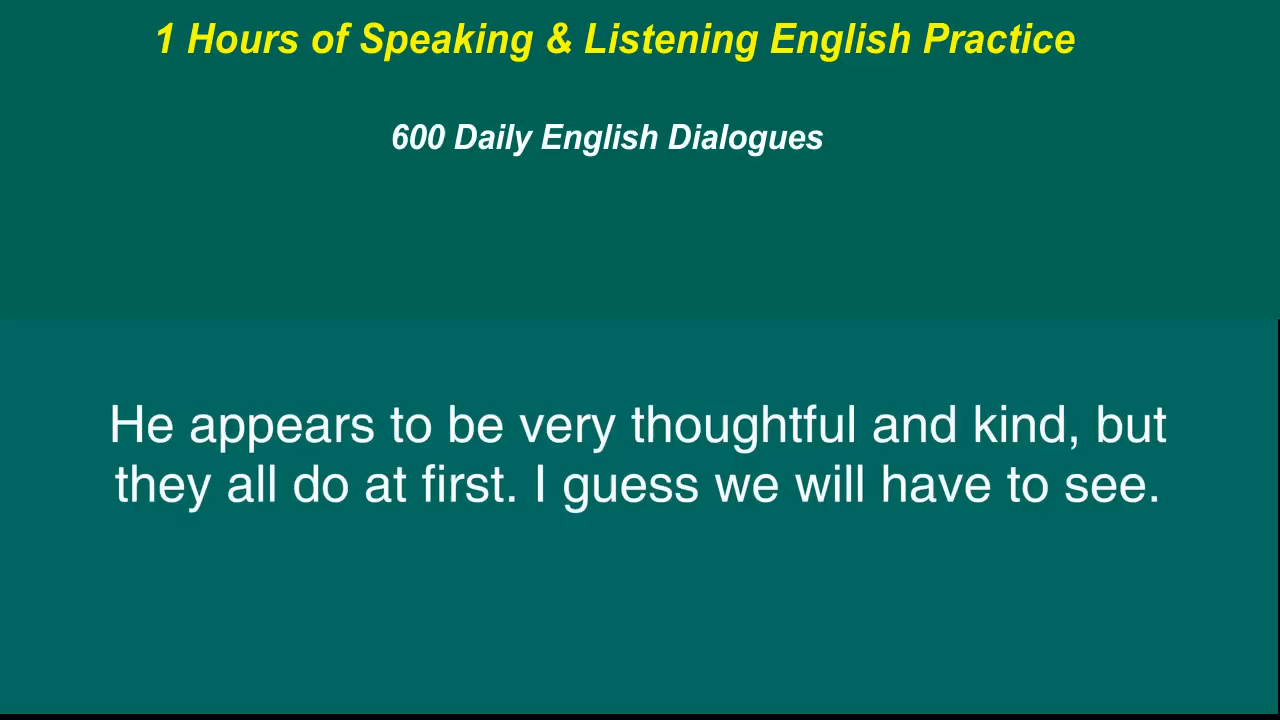 1 Hours of Speaking & Listening English Practice
600 Daily English Dialogues
He appears to be very thoughtful and kind, but
they all do at first. I guess we will have to see.